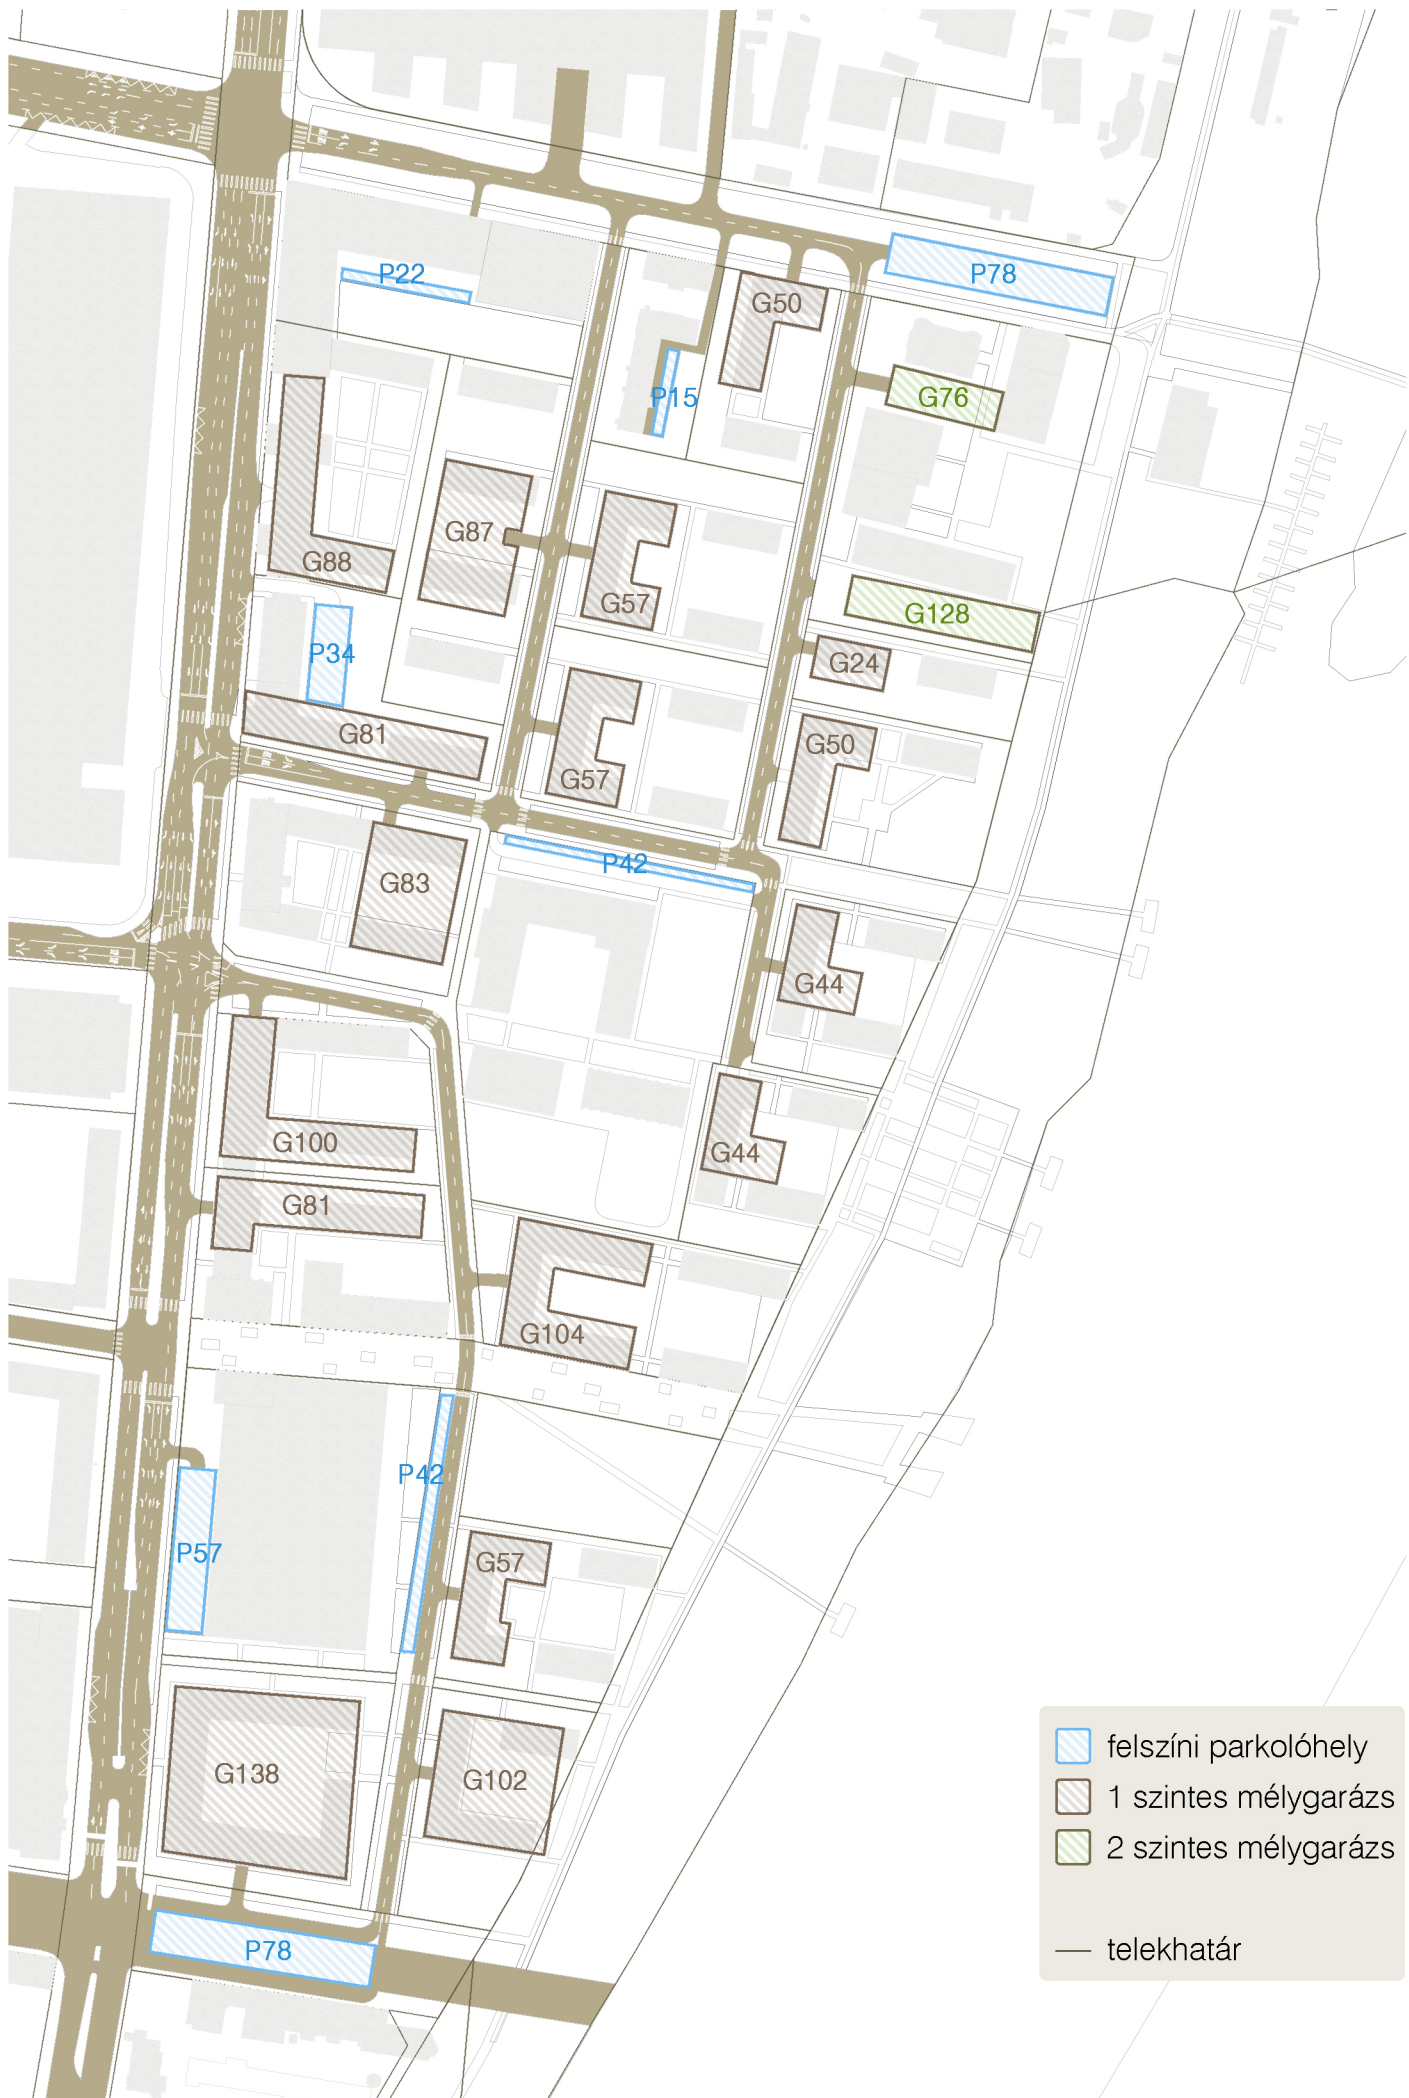 P22
P78
G50
P15
G76
G87
G88
G57
G128
P34
G24
G81
G50
G57
P42
G83
G44
G100
G44
G81
G104
P42
P57
G57
G138
G102
P78
felszíni parkolóhely
1 szintes mélygarázs
2 szintes mélygarázs
telekhatár